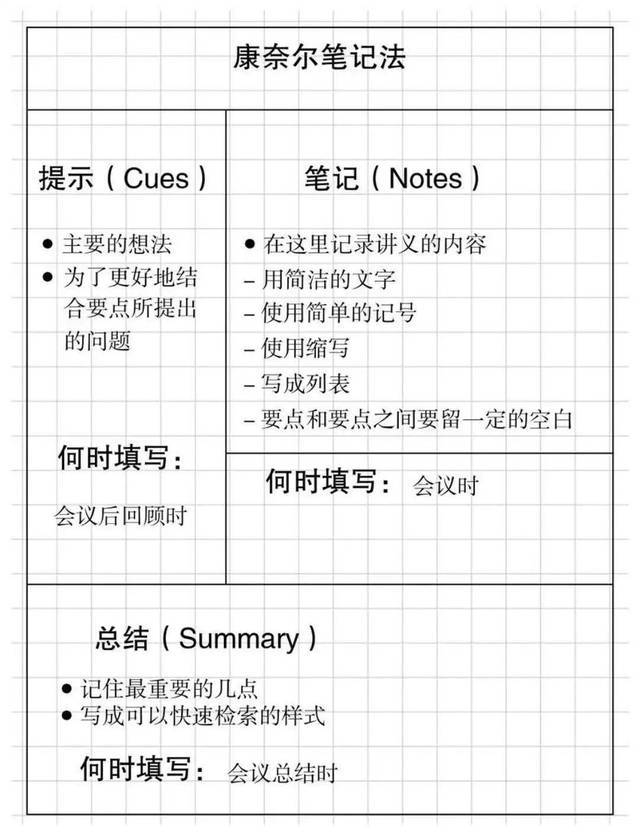 康奈尔笔记法
提示（Cues）
● 主要的想法
● 为了更好地结
合要点所提出
的问题
何时填写：
会议后回顾时
笔记（Notes）
● 在这里记录讲义的内容
– 用简洁的文字
– 使用简单的记号
– 使用缩写
– 写成列表
– 要点和要点之间要留一定的空白
何时填写： 会议时
总结（Summary）
● 记住最重要的几点
● 写成可以快速检索的样式
何时填写： 会议总结时